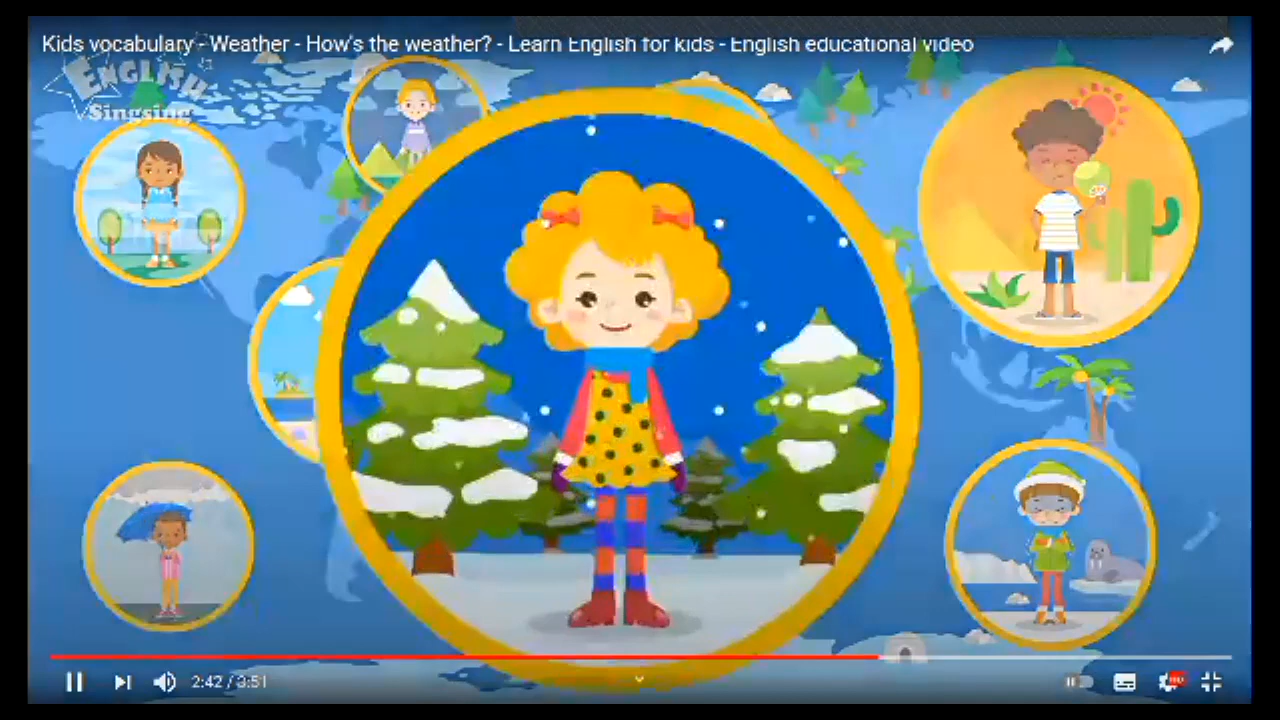 Kids vocabulary - Weather - How's the weather? - Learn English for kids - English educational video
ENGLISH
Singsing
2:42 / 3:51